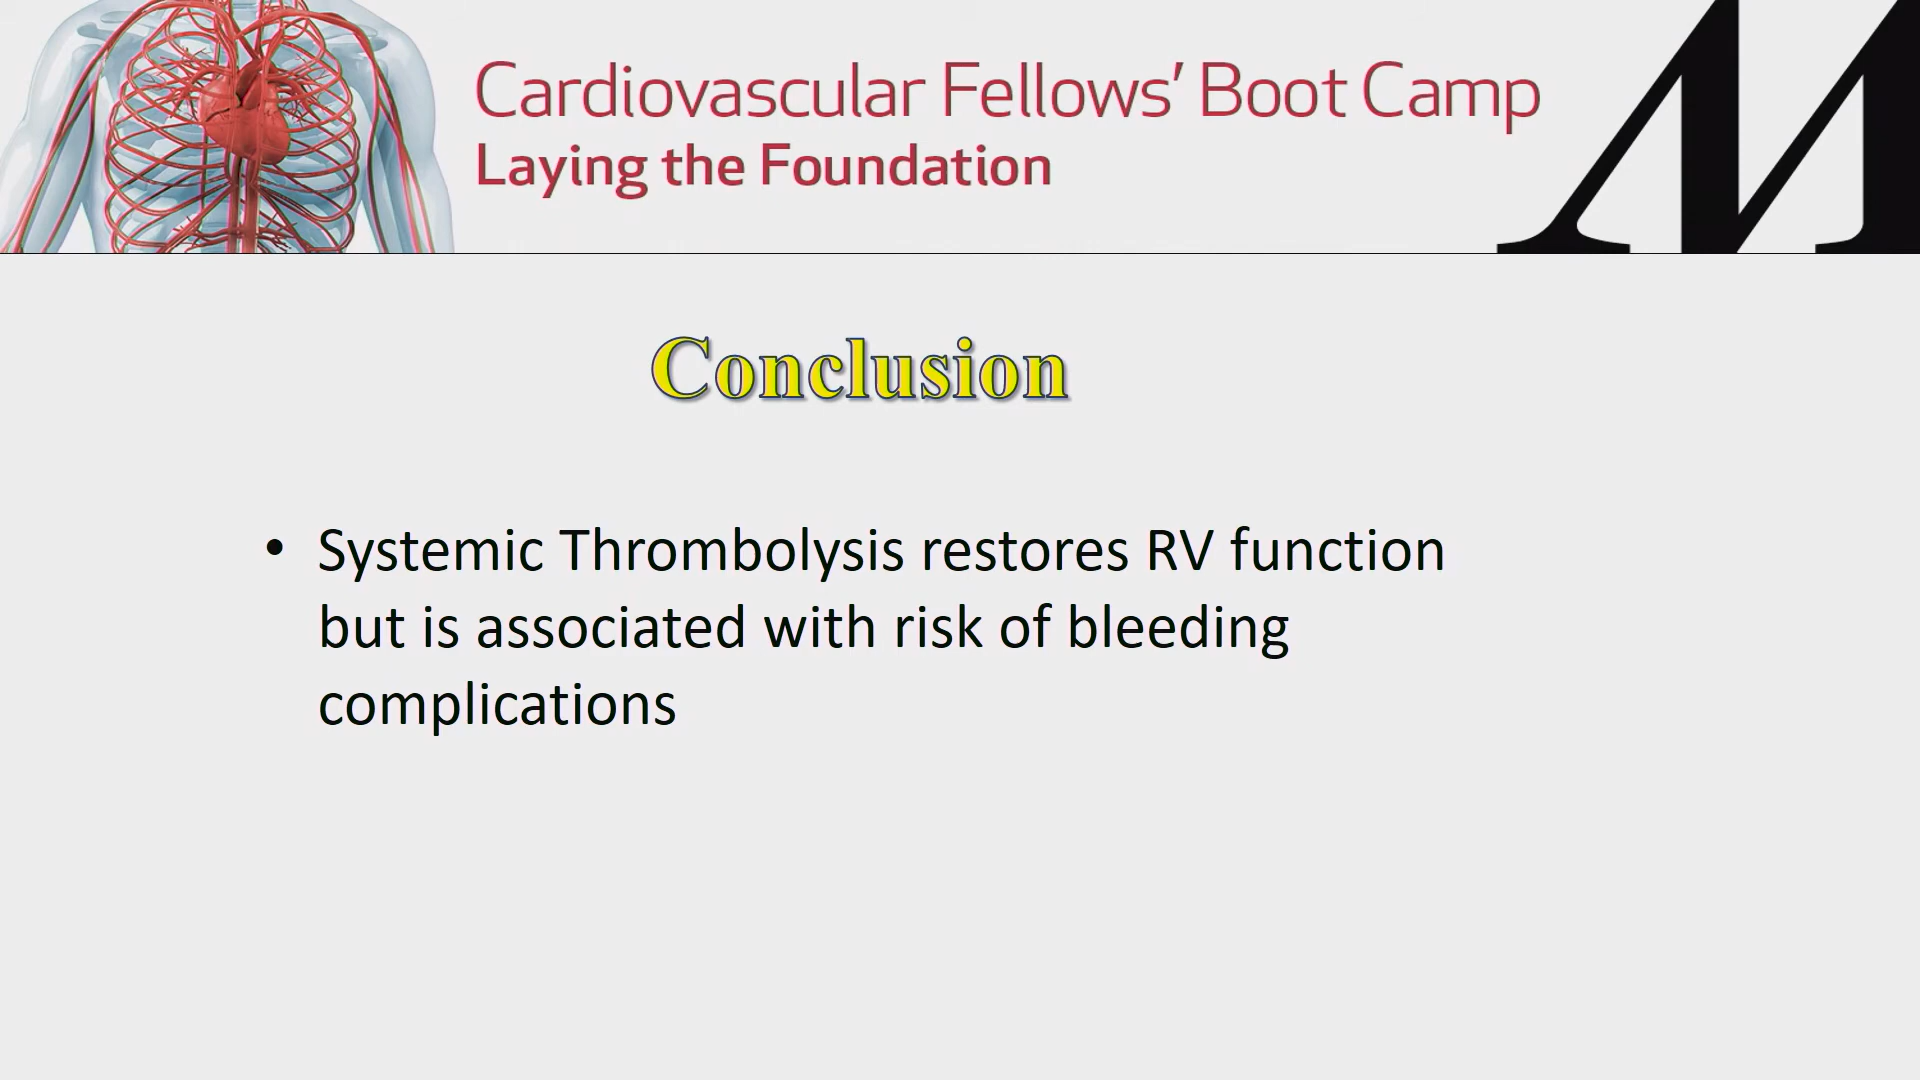 Cardiovascular Fellows' Boot Camp
Laying the Foundation
M
Conclusion
• Systemic Thrombolysis restores RV function
but is associated with risk of bleeding
complications